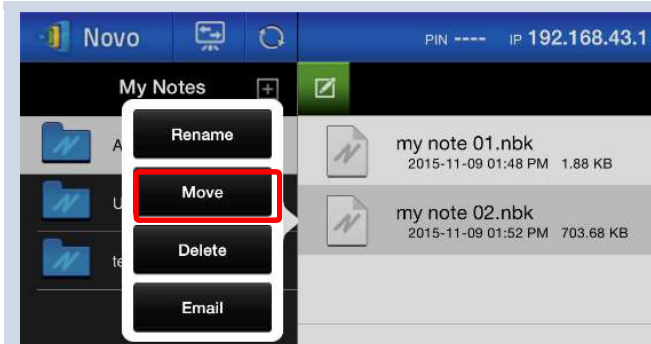 Novo
PIN ---- IP 192.168.43.1
My Notes
A
U
te
Rename
Move
Delete
Email
my note 01.nbk
2015-11-09 01:48 PM 1.88 KB
my note 02.nbk
2015-11-09 01:52 PM 703.68 KB